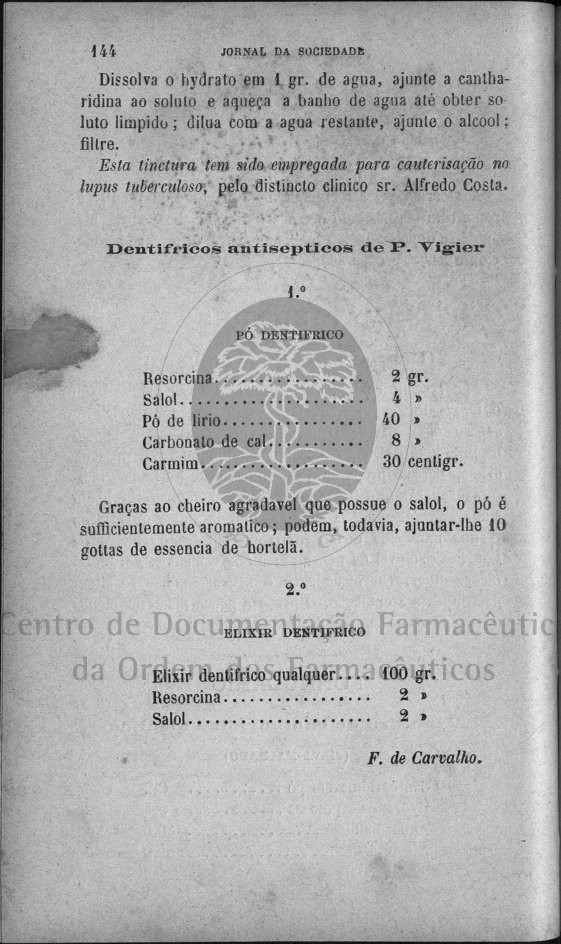 144 JORNAL DA SOCIEDADE
Dissolva o hydrato em 1 gr. de agua, ajunte a cantha-
ridina ao soluto e aqueça a banho de agua até obter so
luto limpido; dilua com a agua restante, ajunte o alcool:
filtre.
Esta tinctura tem sido empregada para cauterisação no
lupus tuberculoso, pelo distincto clinico sr. Alfredo Costa.
Dentifricos antisepticos de P. Vigier
1.º
PÓ DENTIFRICO
Resorcina.................. 2 gr.
Salol....................... 4 »
Pó de lirio................ 40 »
Carbonato de cal............ 8 »
Carmim.................... 30 centigr.
Graças ao cheiro agradavel que possue o salol, o pó é
sufficientemente aromatico; podem, todavia, ajuntar-lhe 10
gottas de essencia de hortelã.
2.º
Centro de Documentação Farmacêutic
ELIXIR DENTIFRICO
da Ordem dos Farmacêuticos
Elixir dentifrico qualquer.... 100 gr.
Resorcina................. 2 »
Salol...................... 2 »
F. de Carvalho.